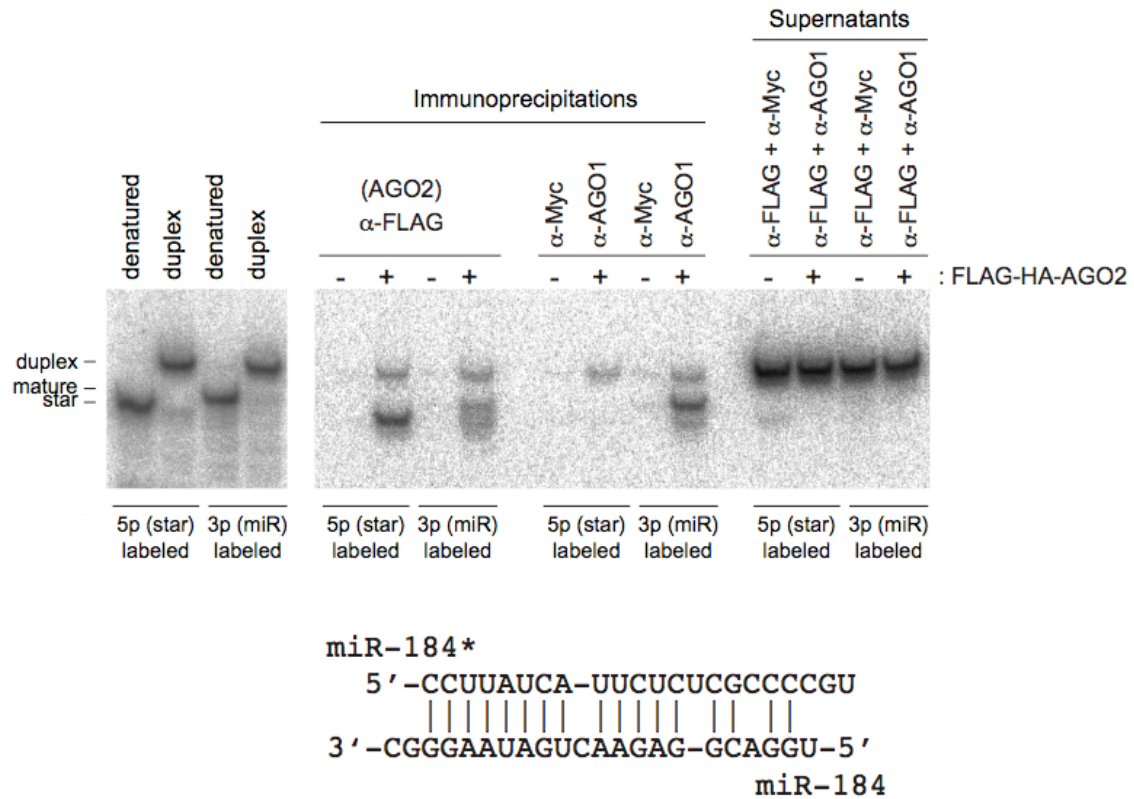 Supernatants
Immunoprecipitations
denatured
duplex
denatured
duplex
(AGO2)
α-FLAG
α-Myc
α-AGO1
α-Myc
α-AGO1
α-FLAG + α-Myc
α-FLAG + α-AGO1
α-FLAG + α-Myc
α-FLAG + α-AGO1
- + - + - + - + - + - + : FLAG-HA-AGO2
duplex
mature
star
5p (star) labeled
3p (miR) labeled
5p (star) labeled
3p (miR) labeled
5p (star) labeled
3p (miR) labeled
5p (star) labeled
3p (miR) labeled
miR-184*
5’-CCUUAUCA-UUCUCUCGCCCCGU
3‘-CGGGAAUAGUCAAGAG-GCAGGU-5’
miR-184